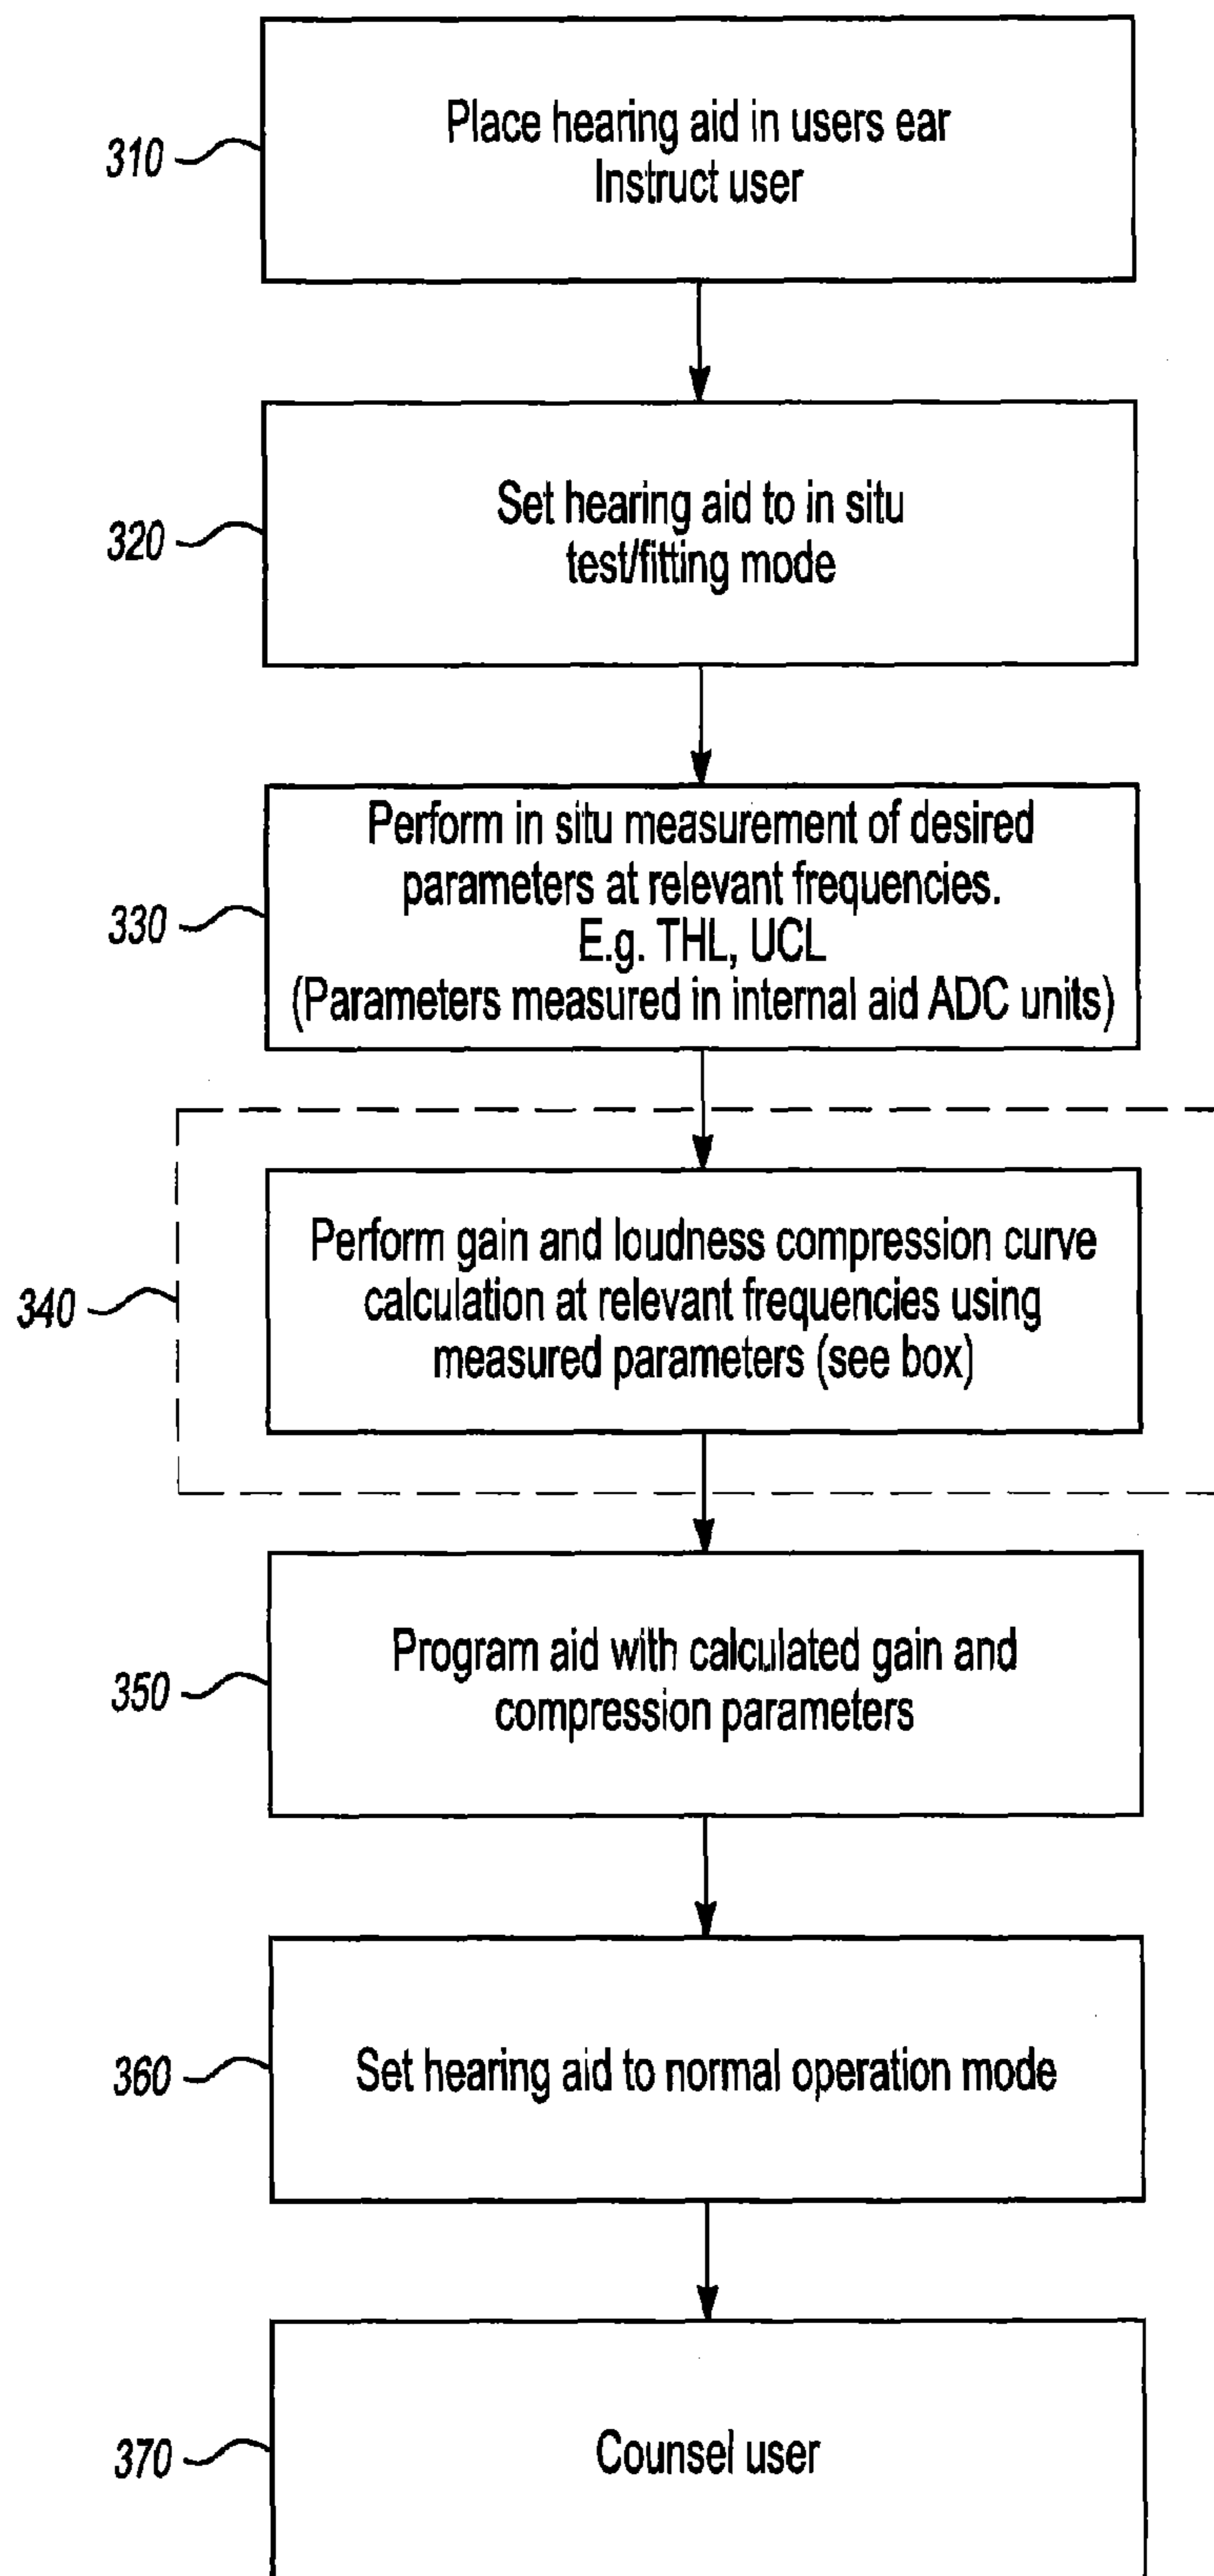 310
Place hearing aid in users ear
Instruct user
320
Set hearing aid to in situ
test/fitting mode
330
Perform in situ measurement of desired
parameters at relevant frequencies.
E.g. THL, UCL
(Parameters measured in internal aid ADC units)
340
Perform gain and loudness compression curve
calculation at relevant frequencies using
measured parameters (see box)
350
Program aid with calculated gain and
compression parameters
360
Set hearing aid to normal operation mode
370
Counsel user